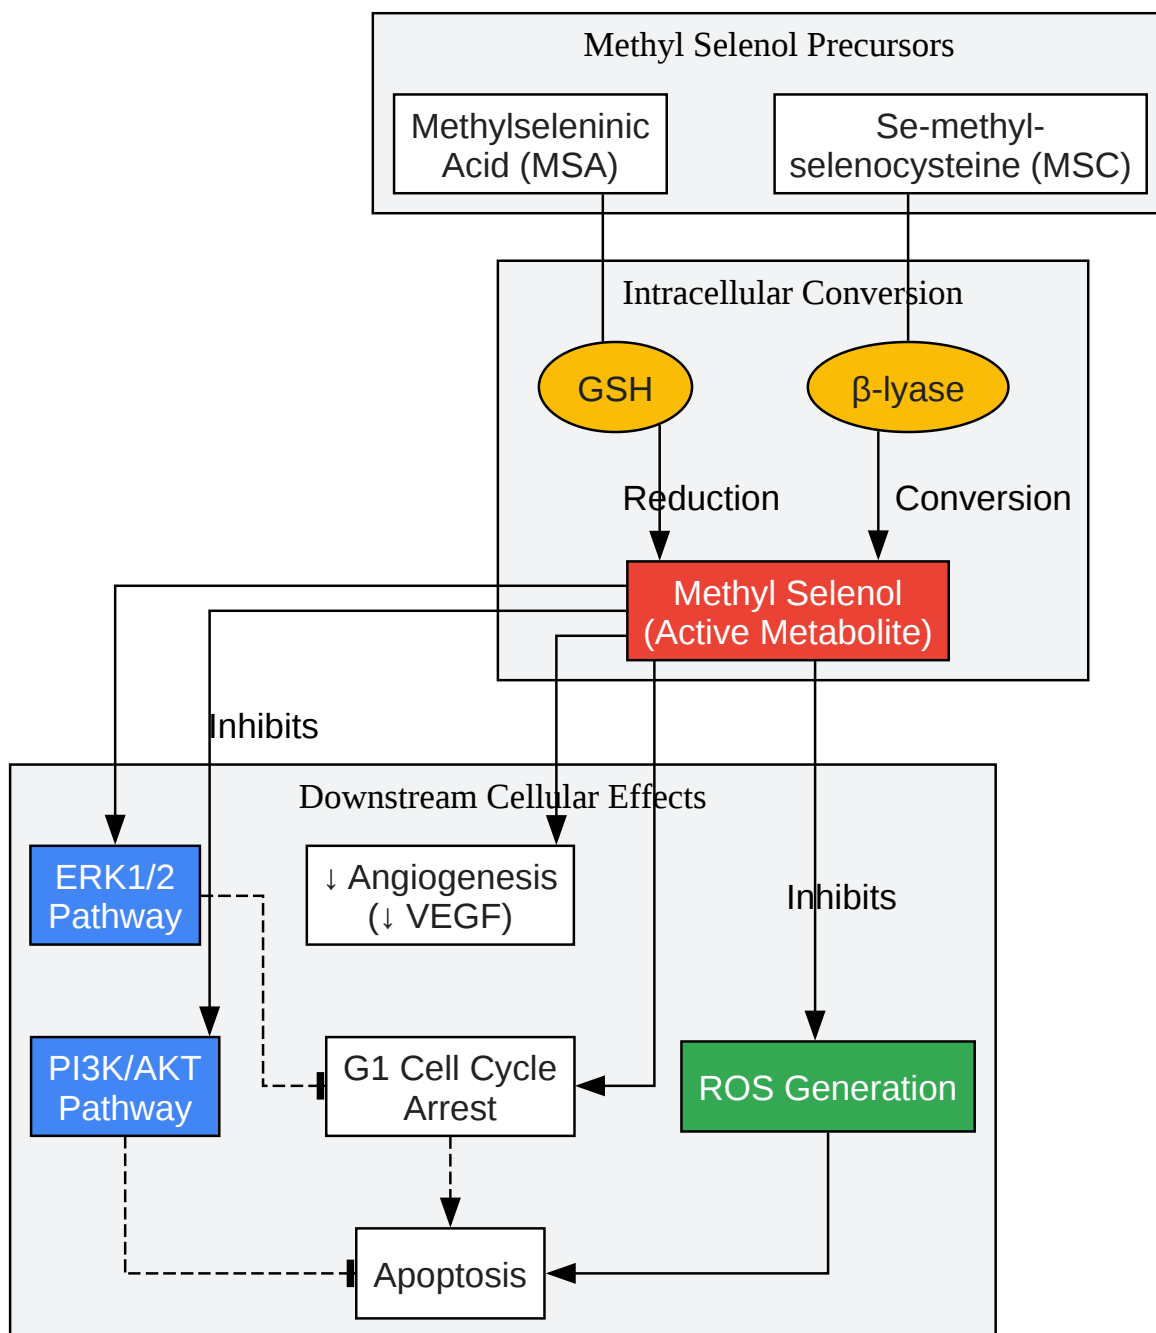 Methyl Selenol Precursors
Methylseleninic
Acid (MSA)
Se-methyl-
selenocysteine (MSC)
Intracellular Conversion
GSH
β-lyase
Reduction
Conversion
Methyl Selenol
(Active Metabolite)
Inhibits
Downstream Cellular Effects
ERK1/2
Pathway
↓ Angiogenesis
(↓ VEGF)
Inhibits
PI3K/AKT
Pathway
G1 Cell Cycle
Arrest
ROS Generation
Apoptosis